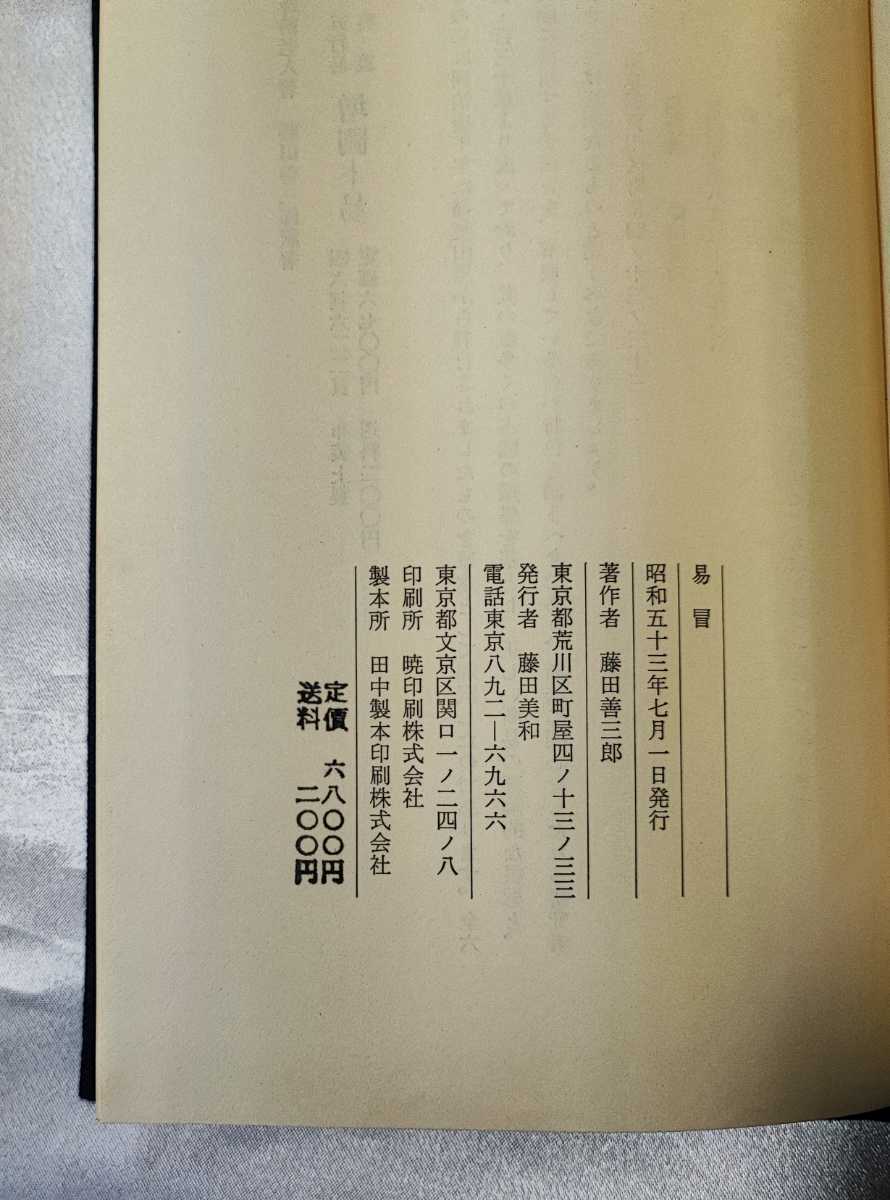 易　冒
昭和五十三年七月一日発行
著作者　藤田善三郎
東京都荒川区町屋四ノ十三ノ三三
発行者　藤田美和
電話東京八九二―六九六六
東京都文京区関口一ノ二四ノ八
印刷所　暁印刷株式会社
製本所　田中製本印刷株式会社
定價　六八〇〇円
送料　二〇〇円